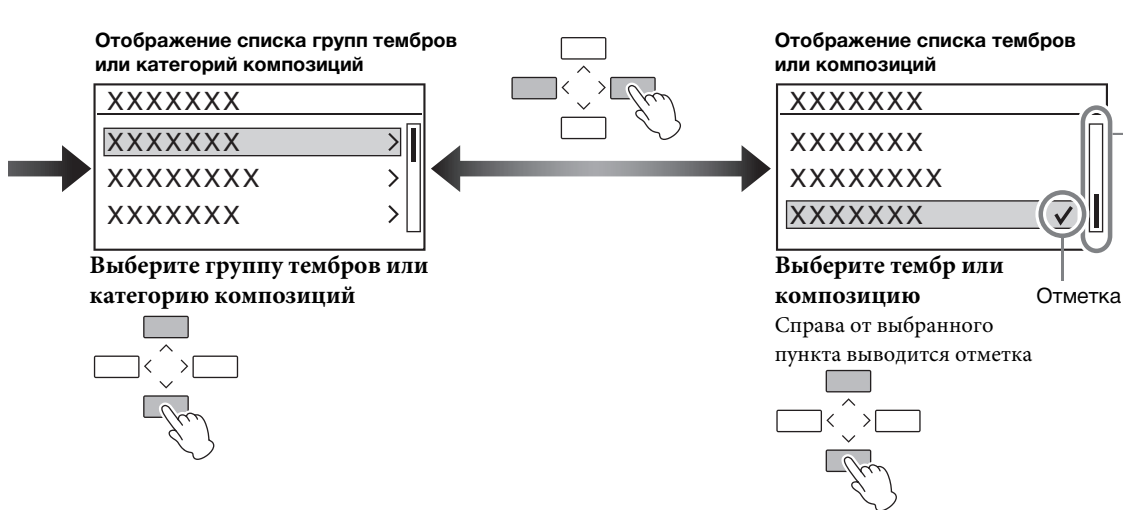 Отображение списка групп тембров
или категорий композиций
XXXXXXX
XXXXXXX >
XXXXXXXX >
XXXXXXX >
Выберите группу тембров или
категорию композиций
Отображение списка тембров
или композиций
XXXXXXX
XXXXXXX
XXXXXXXX
XXXXXXX ✓
Выберите тембр или
композицию
Отметка
Справа от выбранного
пункта выводится отметка